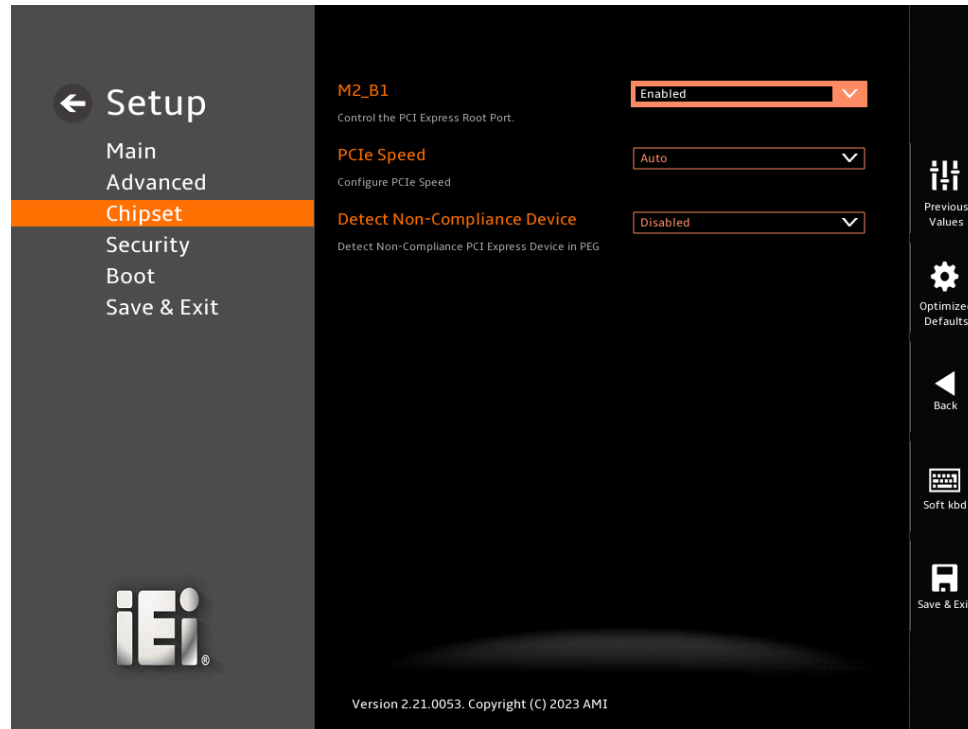 Setup
Main
Advanced
Chipset
Security
Boot
Save & Exit
iEi®
M2_B1
Enabled
Control the PCI Express Root Port.
PCIe Speed
Auto
Configure PCIe Speed
Detect Non-Compliance Device
Disabled
Detect Non-Compliance PCI Express Device in PEG
Version 2.21.0053. Copyright (C) 2023 AMI
Previous
Values
Optimize
Defaults
Back
Soft kbd
Save & Exi